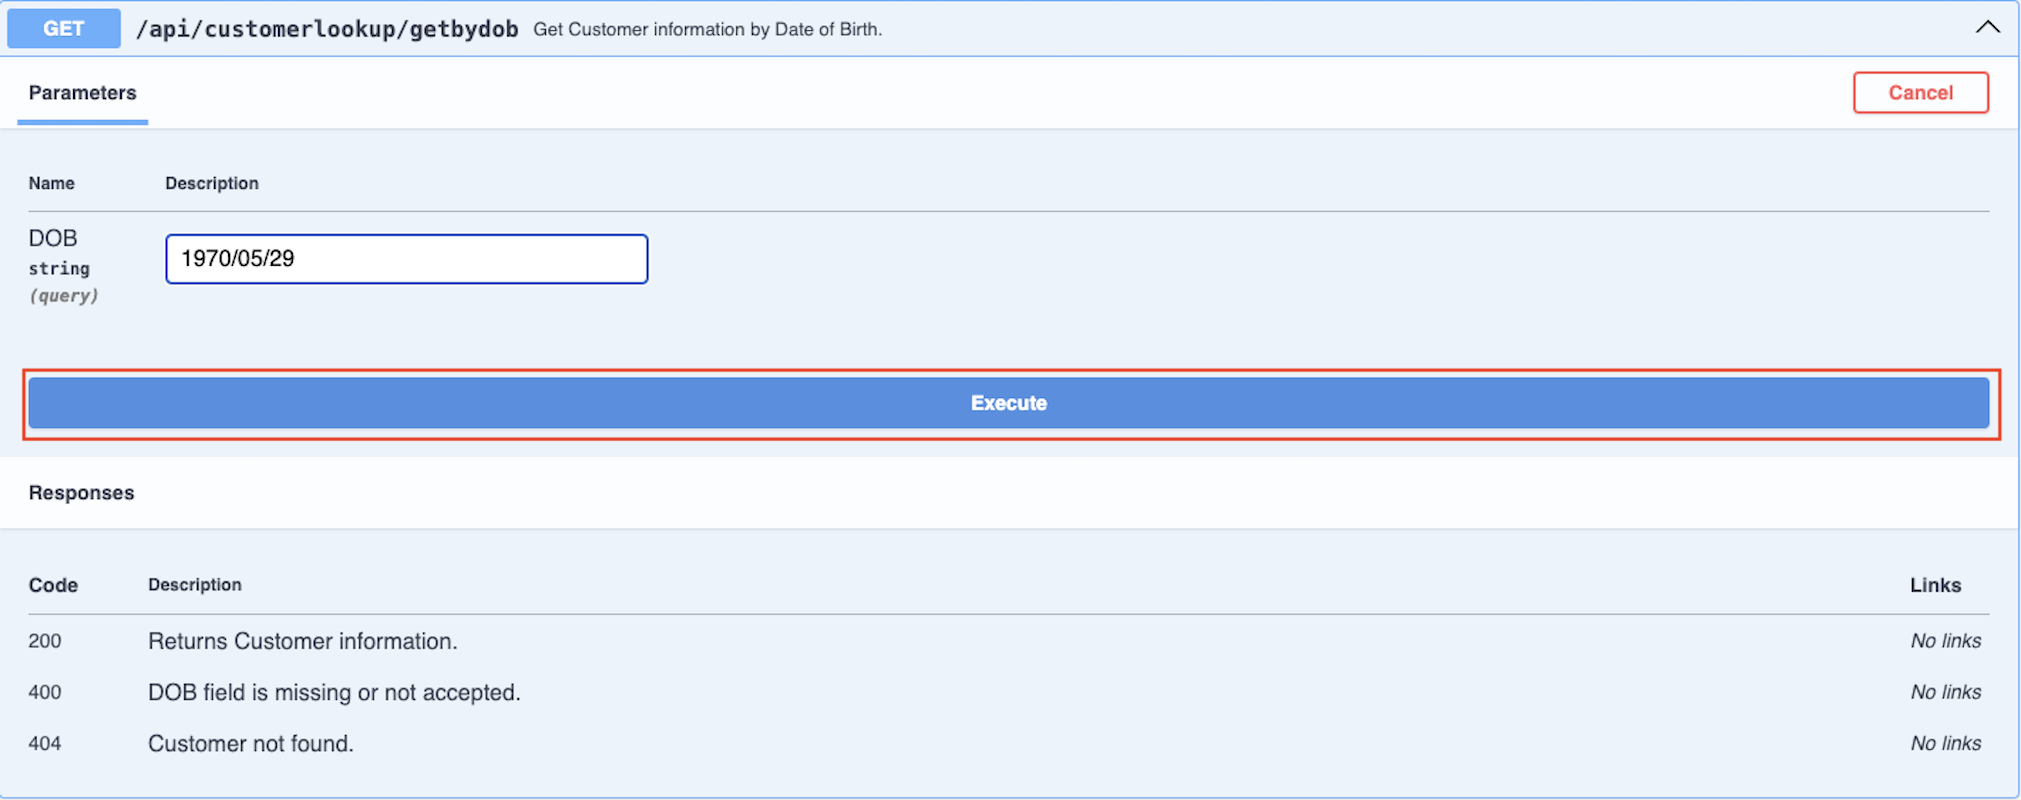 GET /api/customerlookup/getbydob Get Customer information by Date of Birth.
Parameters Cancel
Name Description
DOB
string
(query)
1970/05/29
Execute
Responses
Code Description Links
200 Returns Customer information. No links
400 DOB field is missing or not accepted. No links
404 Customer not found. No links